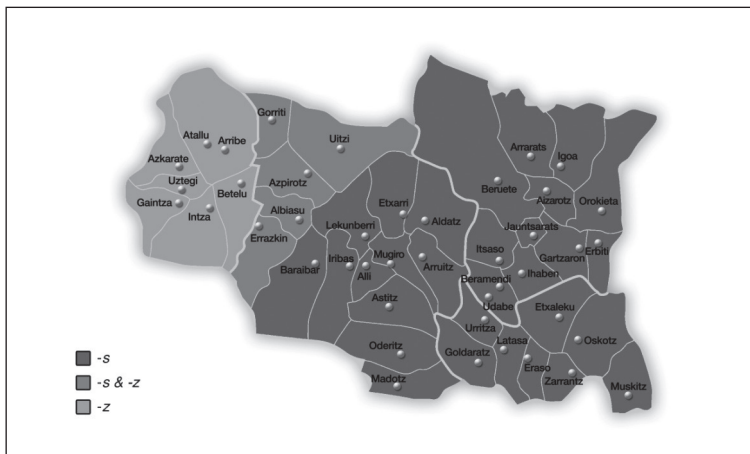 Gorriti
Uitzi
Atallu
Arribe
Azkarate
Uztegi
Gaintza
Intza
Betelu
Azpirotz
Albiasu
Errazkin
Etxarri
Aldatz
Lekunberri
Baraibar
Iribas
Alli
Mugiro
Arruitz
Astitz
Oderitz
Madotz
Arrarats
Igoa
Beruete
Aizarotz
Orokieta
Jauntsarats
Itsaso
Gartzaron
Erbiti
Beramendi
Ihaben
Udabe
Urritza
Etxaleku
Latasa
Oskotz
Goldaratz
Eraso
Zarrantz
Muskitz
-s
-s & -z
-z